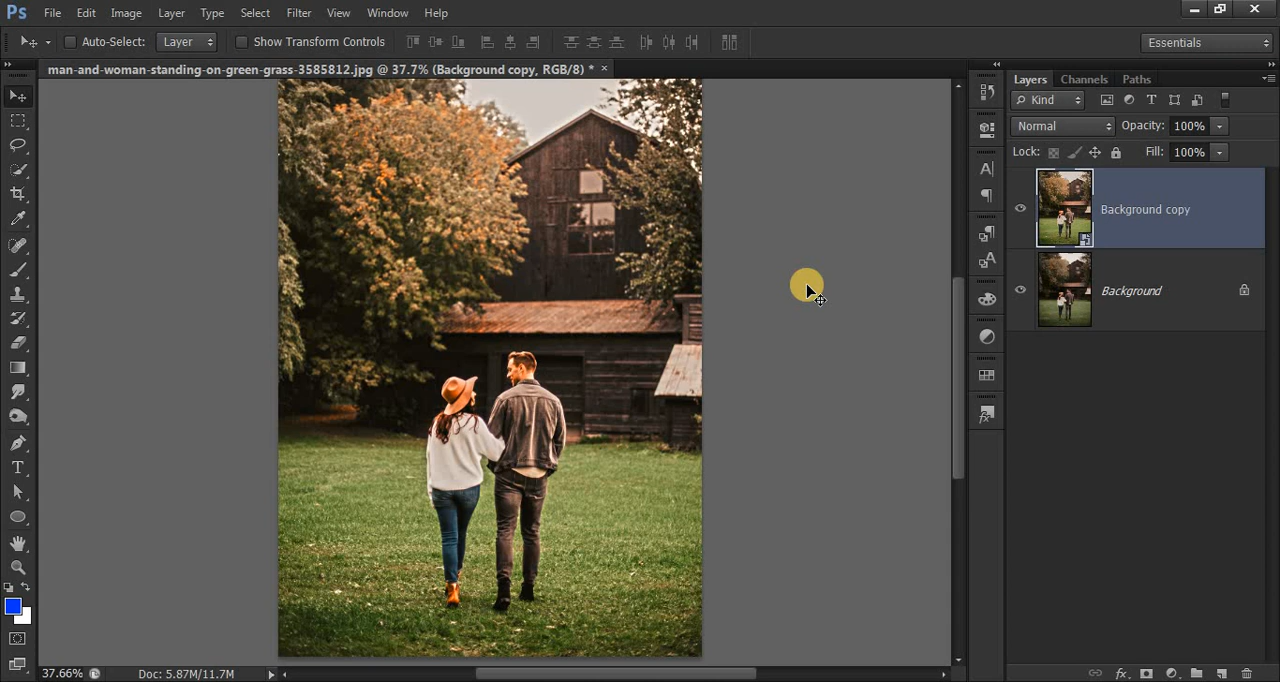 Ps File Edit Image Layer Type Select Filter View Window Help
Auto-Select: Layer Show Transform Controls Essentials
man-and-woman-standing-on-green-grass-3585812.jpg @ 37.7% (Background copy, RGB/8) * ×
Layers Channels Paths
Kind
Normal Opacity: 100%
Lock: Fill: 100%
Background copy
Background
37.66% Doc: 5.87M/11.7M